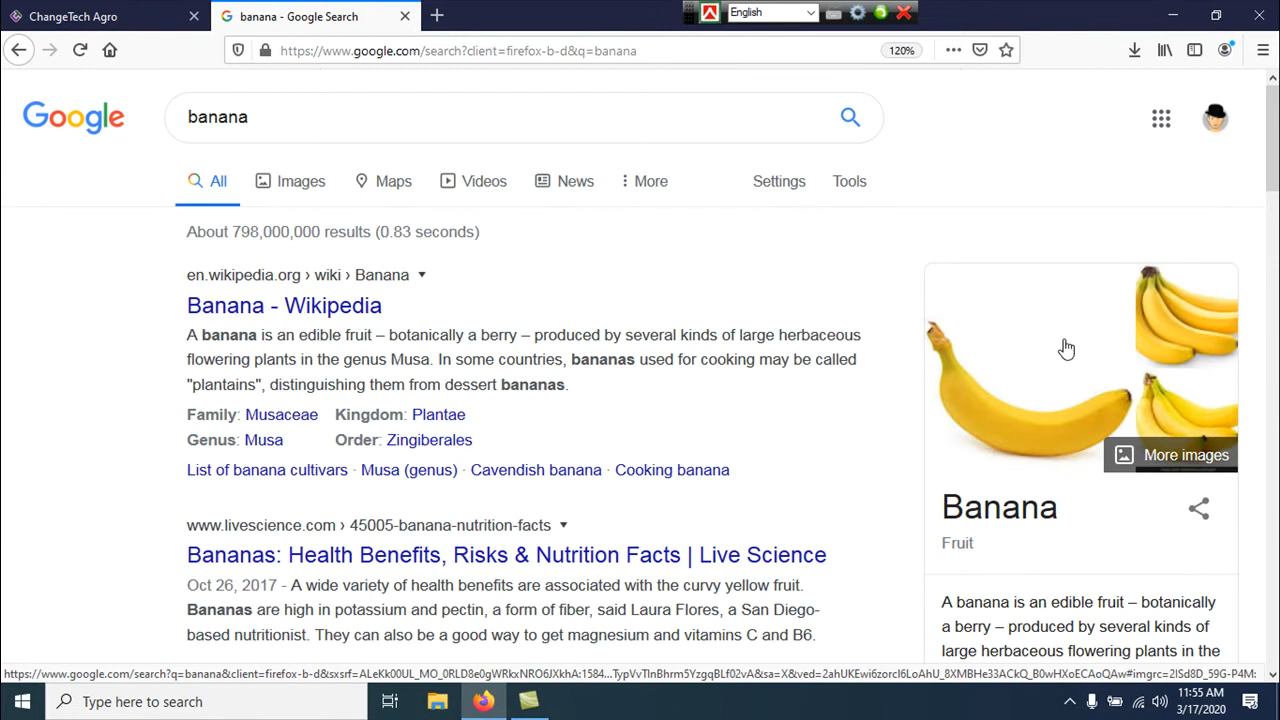 ChangeTech Agro
banana - Google Search
English
https://www.google.com/search?client=firefox-b-d&q=banana
120%
Google
banana
All Images Maps Videos News More Settings Tools
About 798,000,000 results (0.83 seconds)
en.wikipedia.org › wiki › Banana
Banana - Wikipedia
A banana is an edible fruit – botanically a berry – produced by several kinds of large herbaceous
flowering plants in the genus Musa. In some countries, bananas used for cooking may be called
"plantains", distinguishing them from dessert bananas.
Family: Musaceae Kingdom: Plantae
Genus: Musa Order: Zingiberales
List of banana cultivars · Musa (genus) · Cavendish banana · Cooking banana
www.livescience.com › 45005-banana-nutrition-facts
Bananas: Health Benefits, Risks & Nutrition Facts | Live Science
Oct 26, 2017 - A wide variety of health benefits are associated with the curvy yellow fruit.
Bananas are high in potassium and pectin, a form of fiber, said Laura Flores, a San Diego-
based nutritionist. They can also be a good way to get magnesium and vitamins C and B6.
More images
Banana
Fruit
A banana is an edible fruit – botanically
a berry – produced by several kinds of
large herbaceous flowering plants in the
Type here to search
11:55 AM
3/17/2020